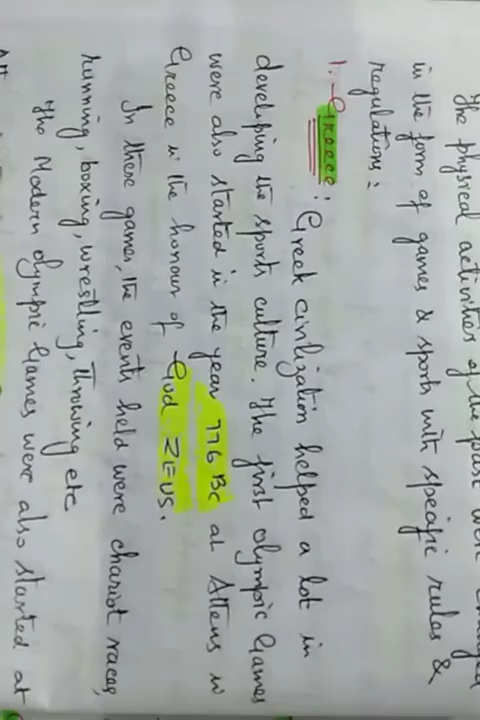 The physical activities of the past were changed
in the form of games & sports with specific rules &
regulations :
1. Greece : Greek civilization helped a lot in
developing the sports culture. The first olympic Games
were also started in the year 776 BC at Athens in
Greece in the honour of God ZEUS.
In these games, the events held were chariot races,
running, boxing, wrestling, throwing etc
The Modern olympic Games were also started at